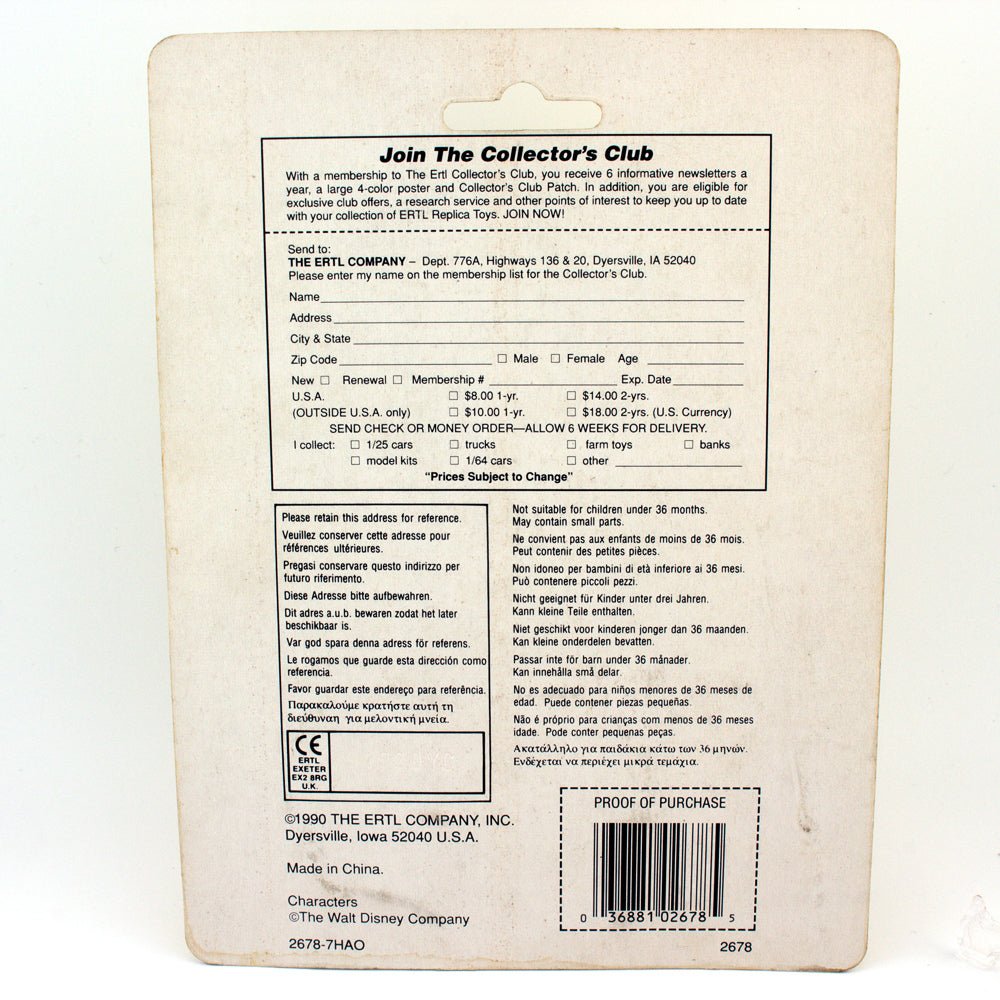 Join The Collector's Club
With a membership to The Ertl Collector's Club, you receive 6 informative newsletters a
year, a large 4-color poster and Collector's Club Patch. In addition, you are eligible for
exclusive club offers, a research service and other points of interest to keep you up to date
with your collection of ERTL Replica Toys. JOIN NOW!
Send to:
THE ERTL COMPANY – Dept. 776A, Highways 136 & 20, Dyersville, IA 52040
Please enter my name on the membership list for the Collector's Club.
Name
Address
City & State
Zip Code ☐ Male ☐ Female Age
New ☐ Renewal ☐ Membership # Exp. Date
U.S.A. ☐ $8.00 1-yr. ☐ $14.00 2-yrs.
(OUTSIDE U.S.A. only) ☐ $10.00 1-yr. ☐ $18.00 2-yrs. (U.S. Currency)
SEND CHECK OR MONEY ORDER—ALLOW 6 WEEKS FOR DELIVERY.
I collect: ☐ 1/25 cars ☐ trucks ☐ farm toys ☐ banks
☐ model kits ☐ 1/64 cars ☐ other
"Prices Subject to Change"
Please retain this address for reference.
Veuillez conserver cette adresse pour
références ultérieures.
Pregasi conservare questo indirizzo per
futuro riferimento.
Diese Adresse bitte aufbewahren.
Dit adres a.u.b. bewaren zodat het later
beschikbaar is.
Var god spara denna adress för referens.
Le rogamos que guarde esta dirección como
referencia.
Favor guardar este endereço para referência.
Παρακαλούμε κρατήστε αυτή τη
διεύθυναη για μελοντική μνεία.
CE
ERTL
EXETER
EX2 8RG
U.K.
©1990 THE ERTL COMPANY, INC.
Dyersville, Iowa 52040 U.S.A.
Made in China.
Characters
©The Walt Disney Company
2678-7HAO
Not suitable for children under 36 months.
May contain small parts.
Ne convient pas aux enfants de moins de 36 mois.
Peut contenir des petites pièces.
Non idoneo per bambini di età inferiore ai 36 mesi.
Può contenere piccoli pezzi.
Nicht geeignet für Kinder unter drei Jahren.
Kann kleine Teile enthalten.
Niet geschikt voor kinderen jonger dan 36 maanden.
Kan kleine onderdelen bevatten.
Passar inte för barn under 36 månader.
Kan innehålla små delar.
No es adecuado para niños menores de 36 meses de
edad. Puede contener piezas pequeñas.
Não é próprio para crianças com menos de 36 meses
idade. Pode conter pequenas peças.
Ακατάλληλο για παιδάκια κάτω των 36 μηνών.
Ενδέχεται να περιέχει μικρά τεμάχια.
PROOF OF PURCHASE
0 36881 02678 5
2678